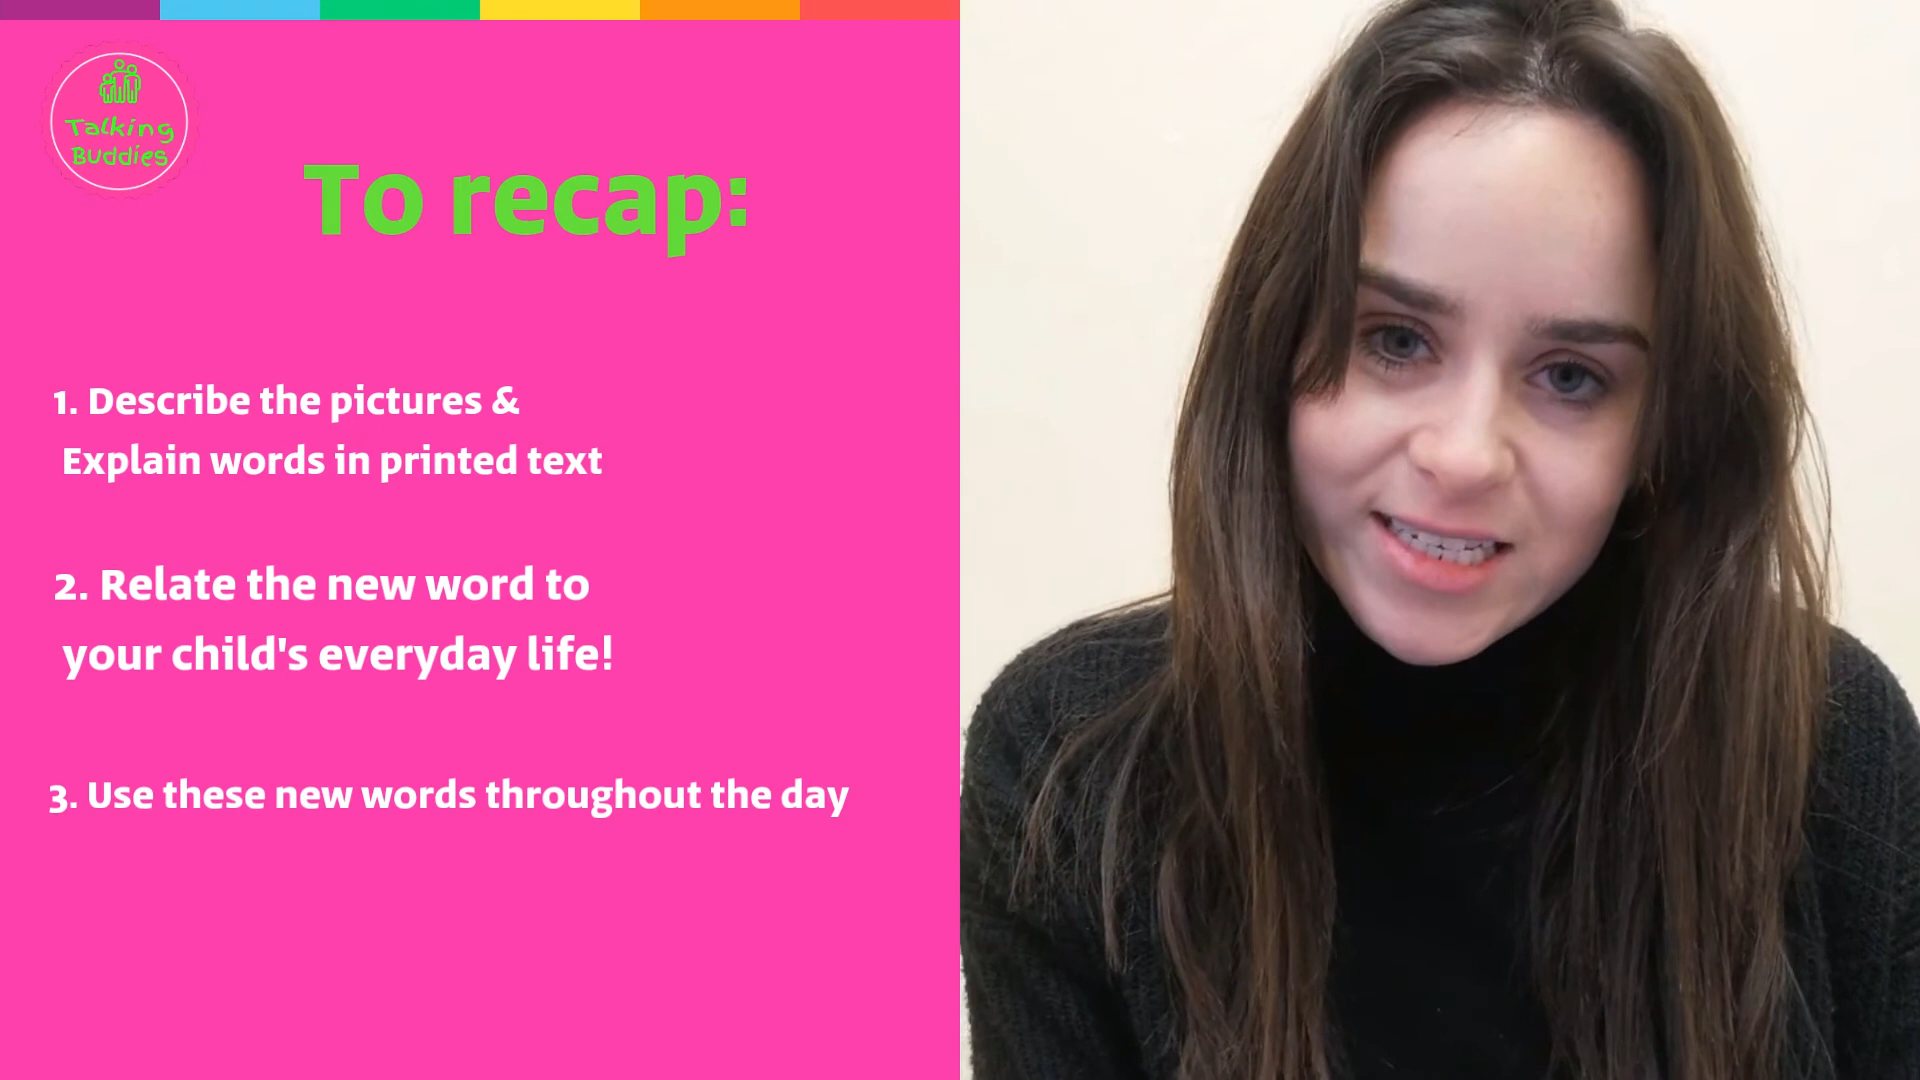 Talking
Buddies
To recap:
1. Describe the pictures &
Explain words in printed text
2. Relate the new word to
your child's everyday life!
3. Use these new words throughout the day